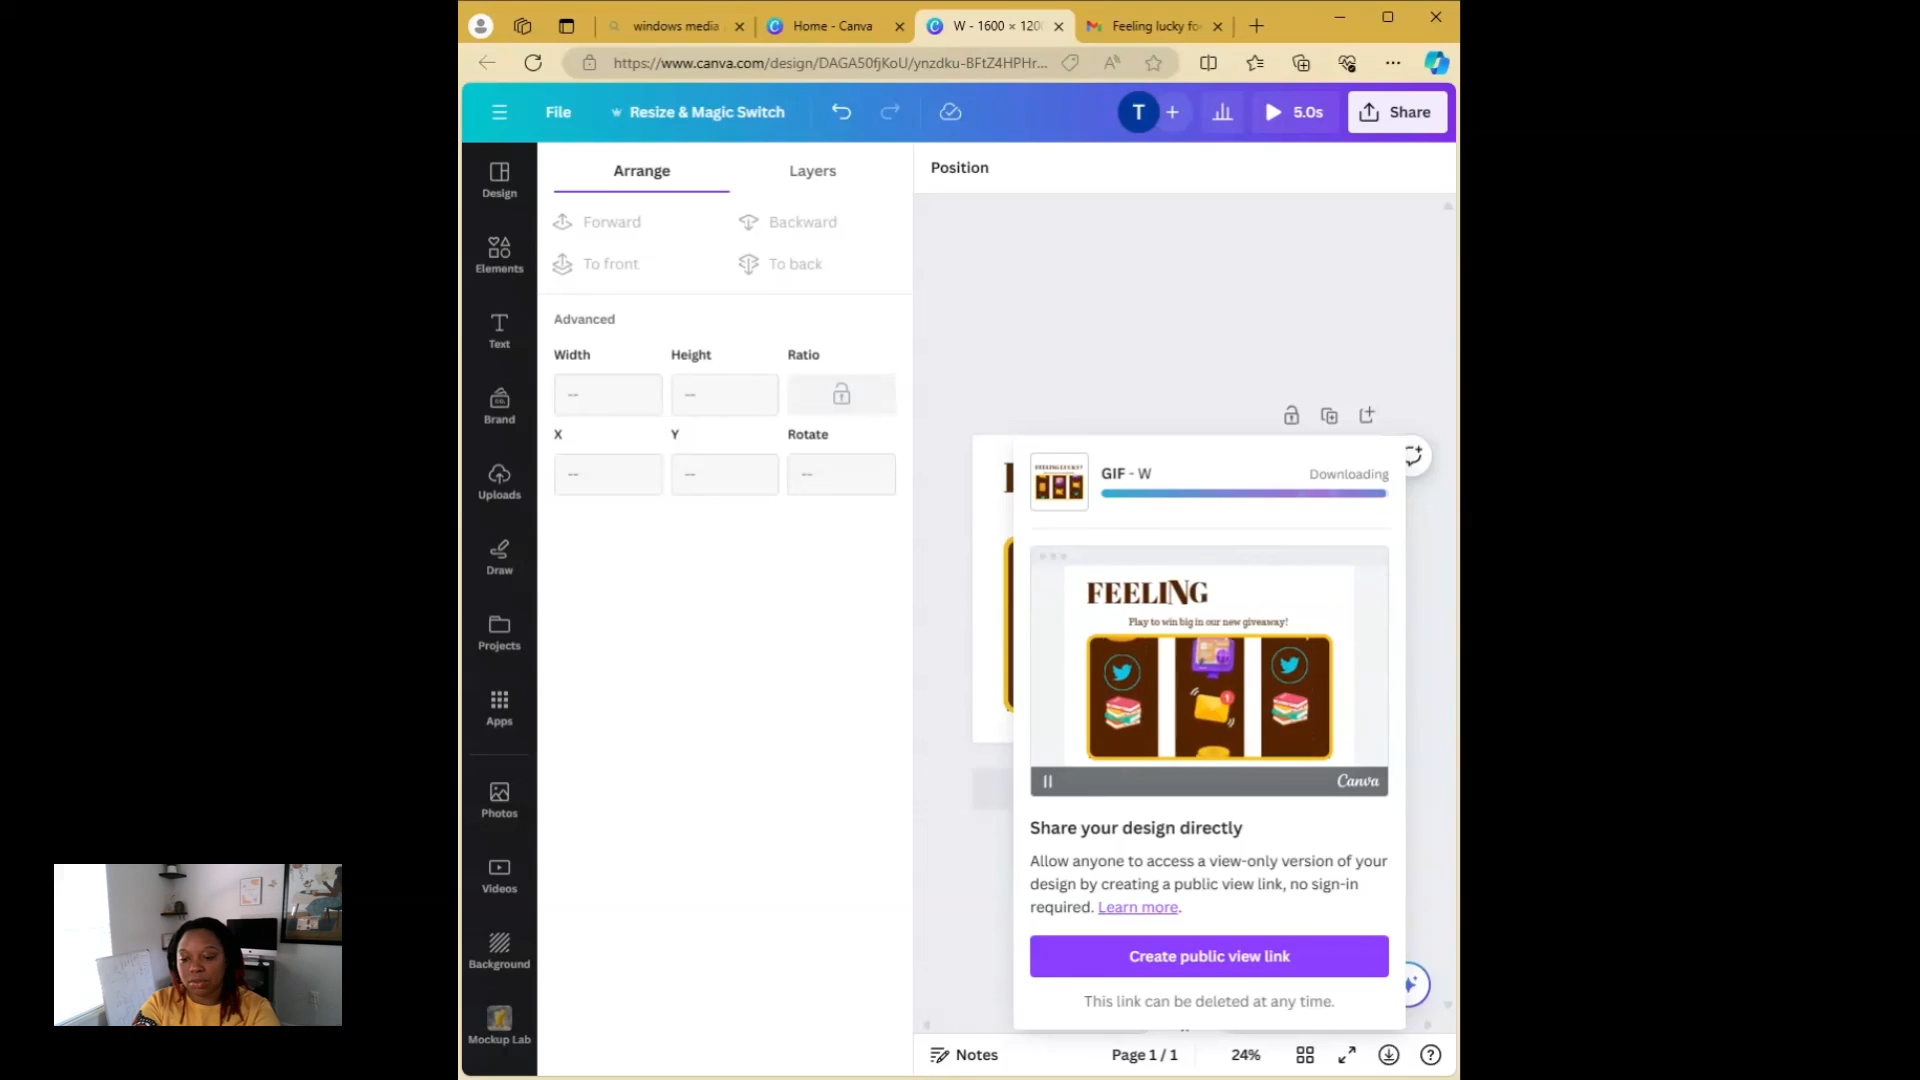 windows media
Home - Canva
W - 1600 × 120
Feeling lucky fo
https://www.canva.com/design/DAGA50fjKoU/ynzdku-BFtZ4HPHr...
File
Resize & Magic Switch
T
5.0s
Share
Design
Elements
Text
Brand
Uploads
Draw
Projects
Apps
Photos
Videos
Background
Mockup Lab
Arrange
Layers
Forward
Backward
To front
To back
Advanced
Width
Height
Ratio
--
--
X
Y
Rotate
--
--
--
Position
FEELING LUCKY?
GIF - W
Downloading
FEELING
Play to win big in our new giveaway!
1
Canva
Share your design directly
Allow anyone to access a view-only version of your
design by creating a public view link, no sign-in
required. Learn more.
Create public view link
This link can be deleted at any time.
Notes
Page 1 / 1
24%